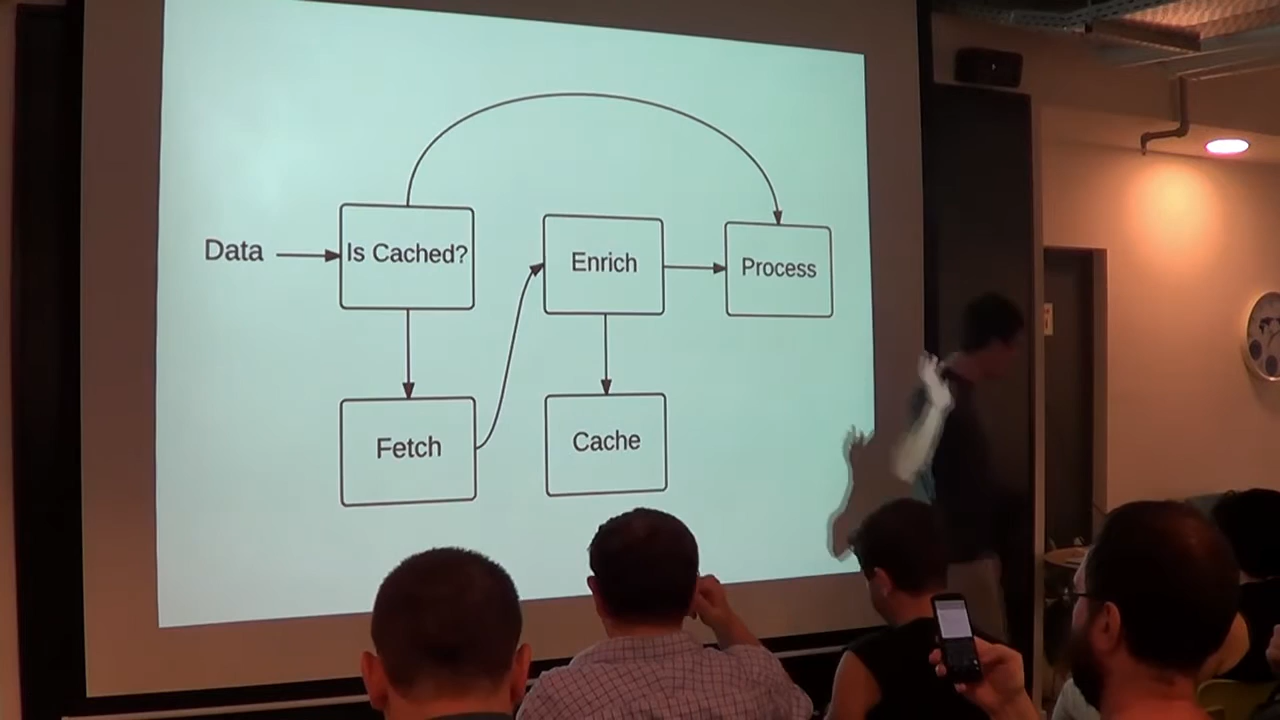 Data
Is Cached?
Enrich
Process
Fetch
Cache